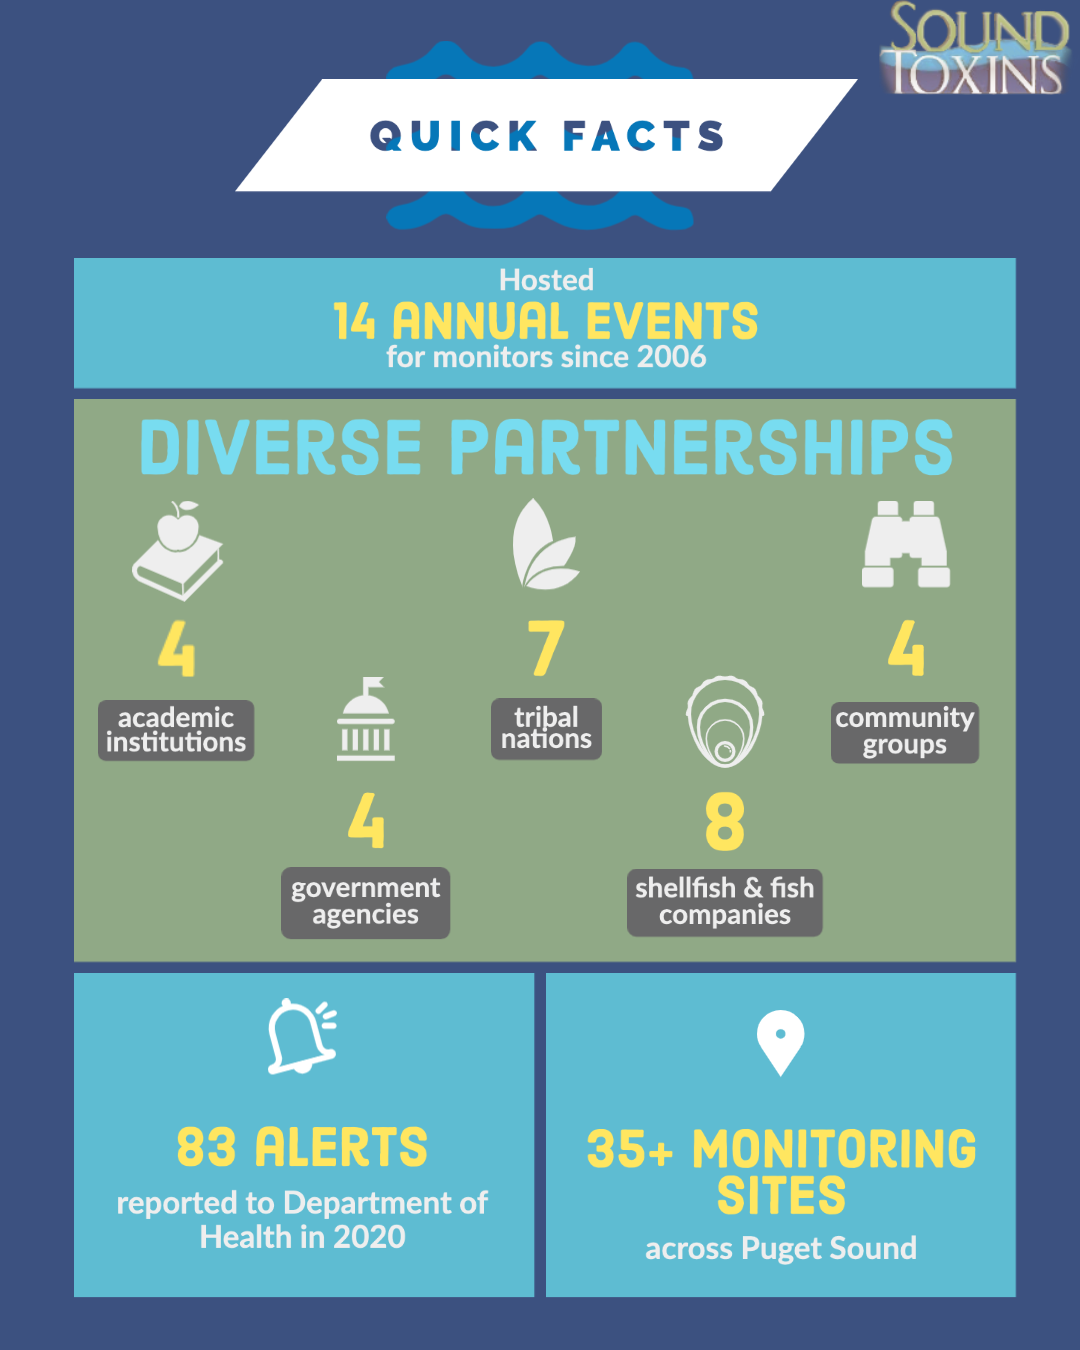 SOUND
TOXINS
QUICK FACTS
Hosted
14 ANNUAL EVENTS
for monitors since 2006
DIVERSE PARTNERSHIPS
4
academic
institutions
7
tribal
nations
4
community
groups
4
government
agencies
8
shellfish & fish
companies
83 ALERTS
reported to Department of
Health in 2020
35+ MONITORING
SITES
across Puget Sound